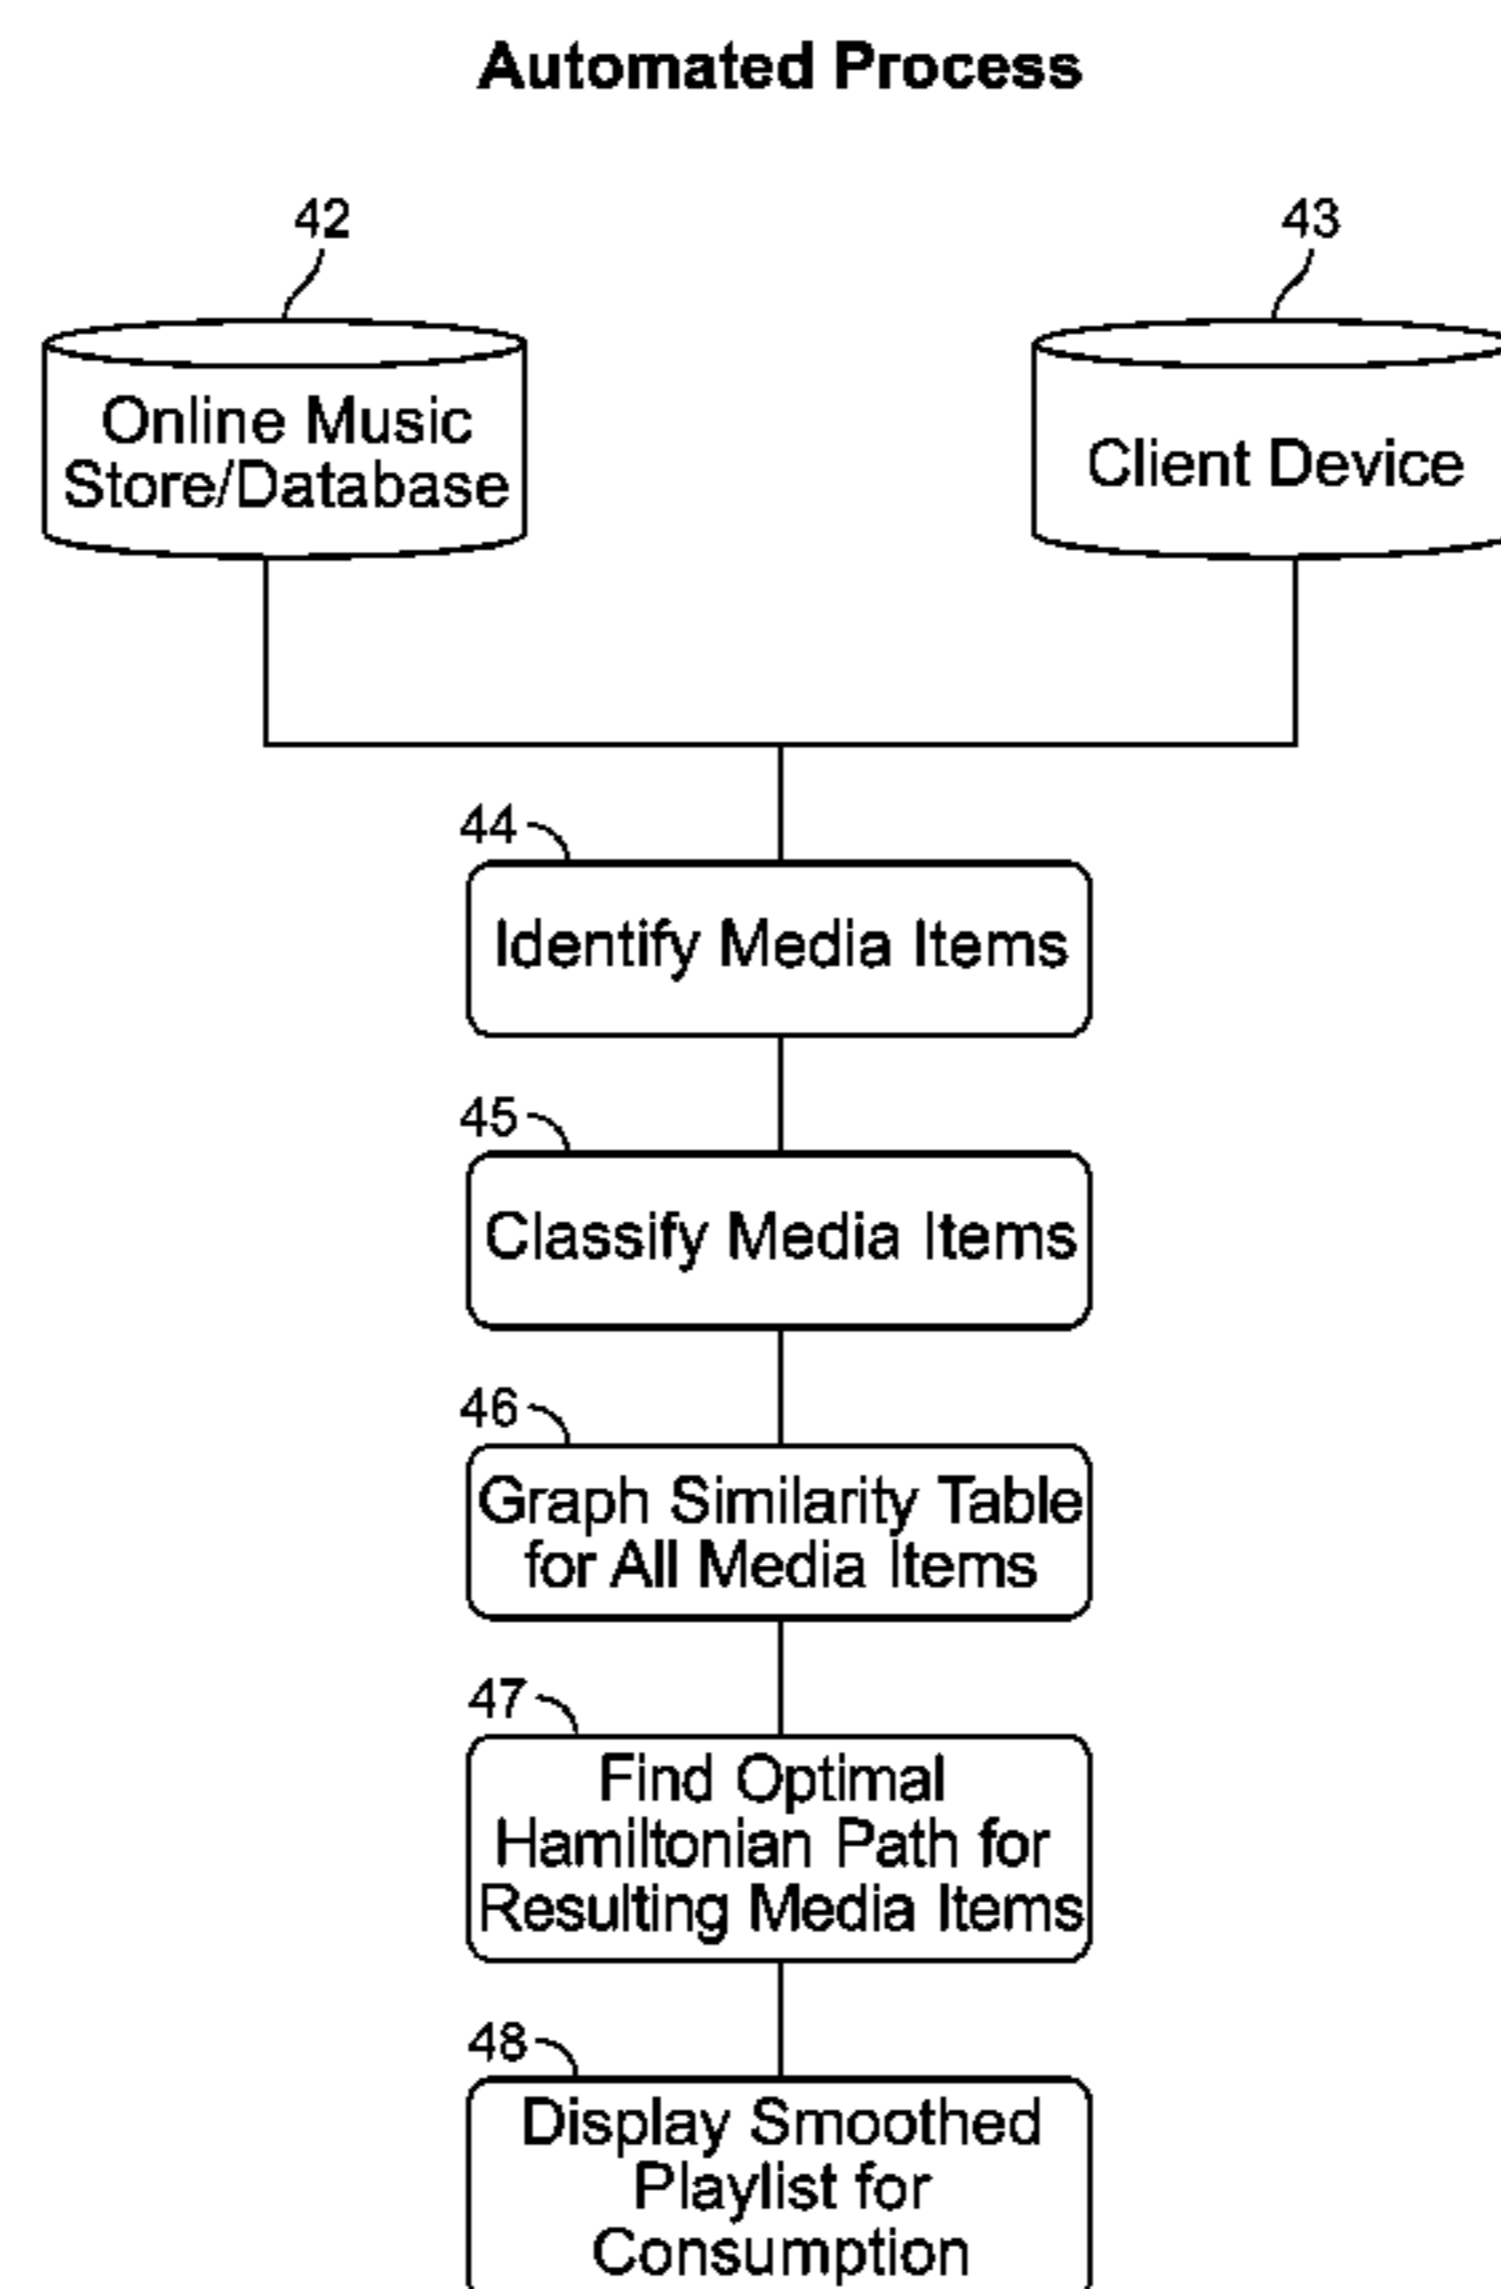 Automated Process
42
43
Online Music
Store/Database
Client Device
44
Identify Media Items
45
Classify Media Items
46
Graph Similarity Table
for All Media Items
47
Find Optimal
Hamiltonian Path for
Resulting Media Items
48
Display Smoothed
Playlist for
Consumption